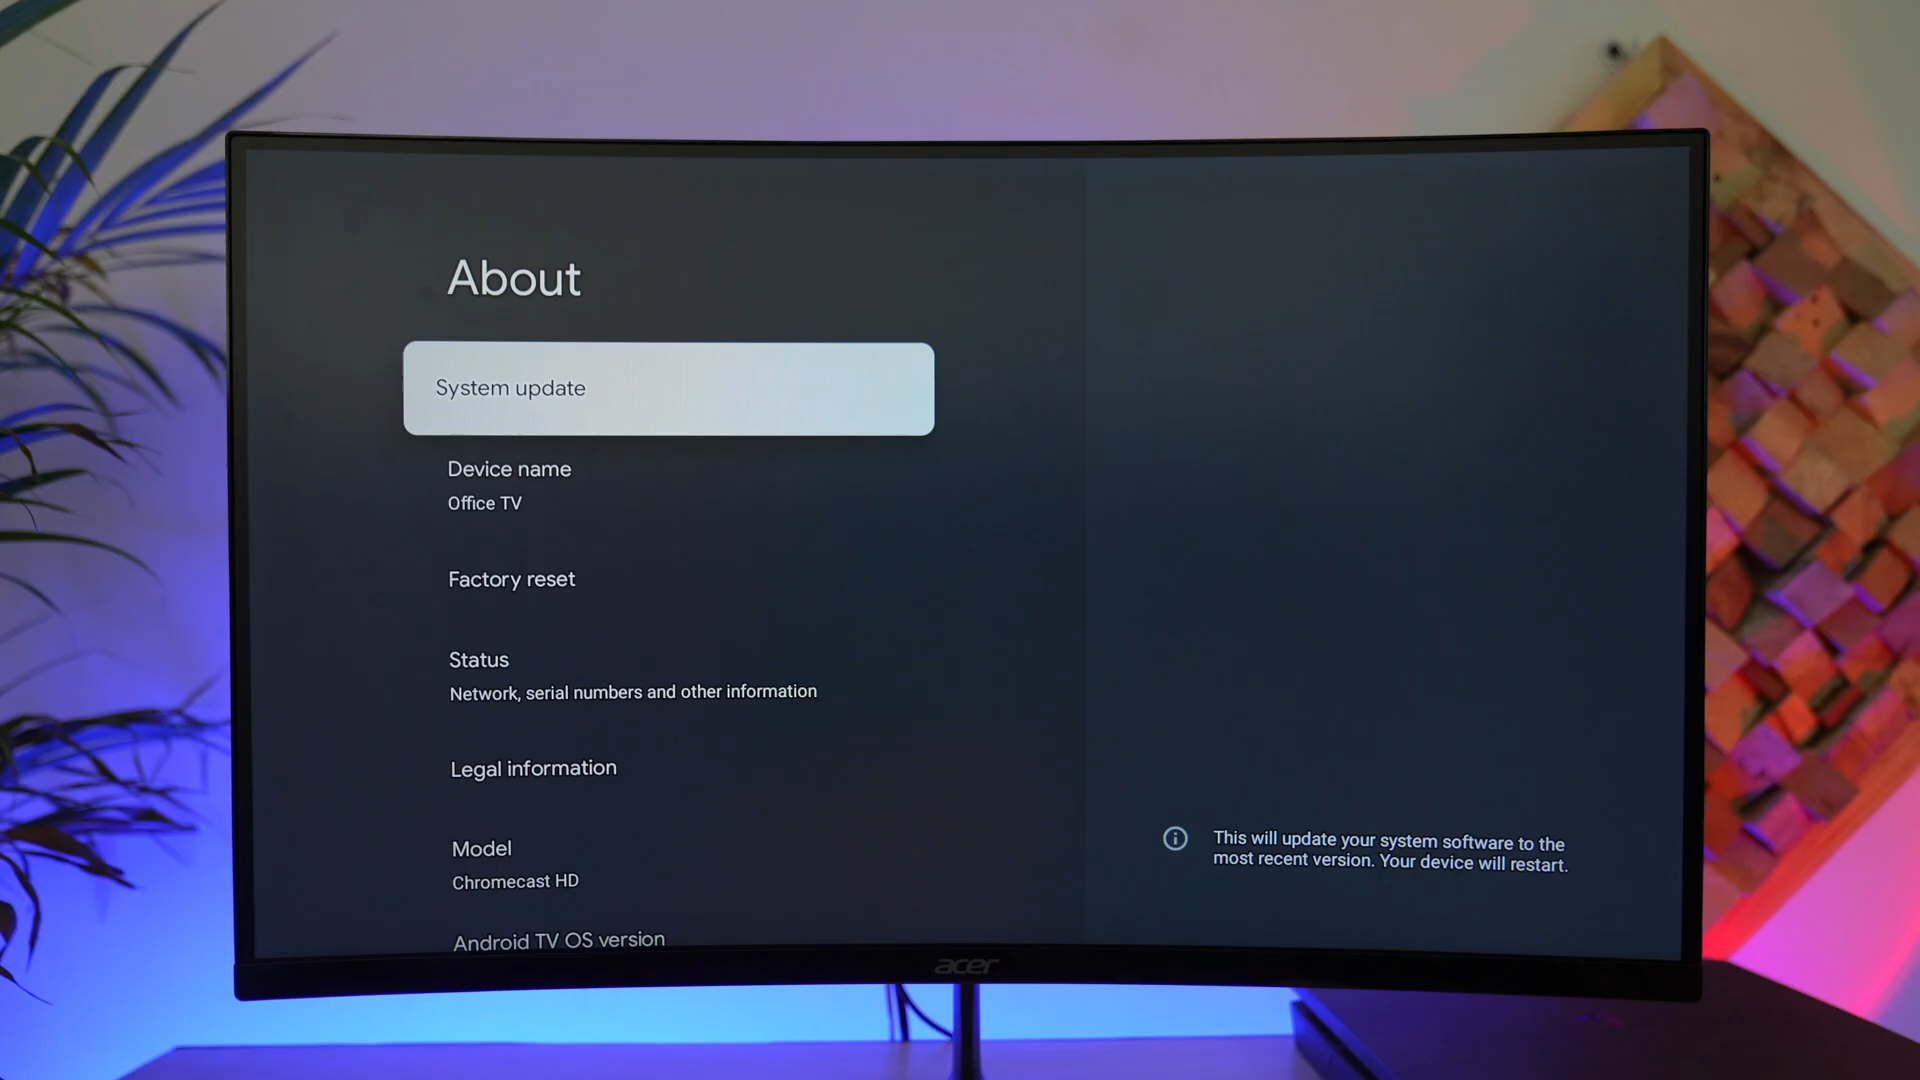 About
System update
Device name
Office TV
Factory reset
Status
Network, serial numbers and other information
Legal information
Model
Chromecast HD
Android TV OS version
This will update your system software to the
most recent version. Your device will restart.
acer